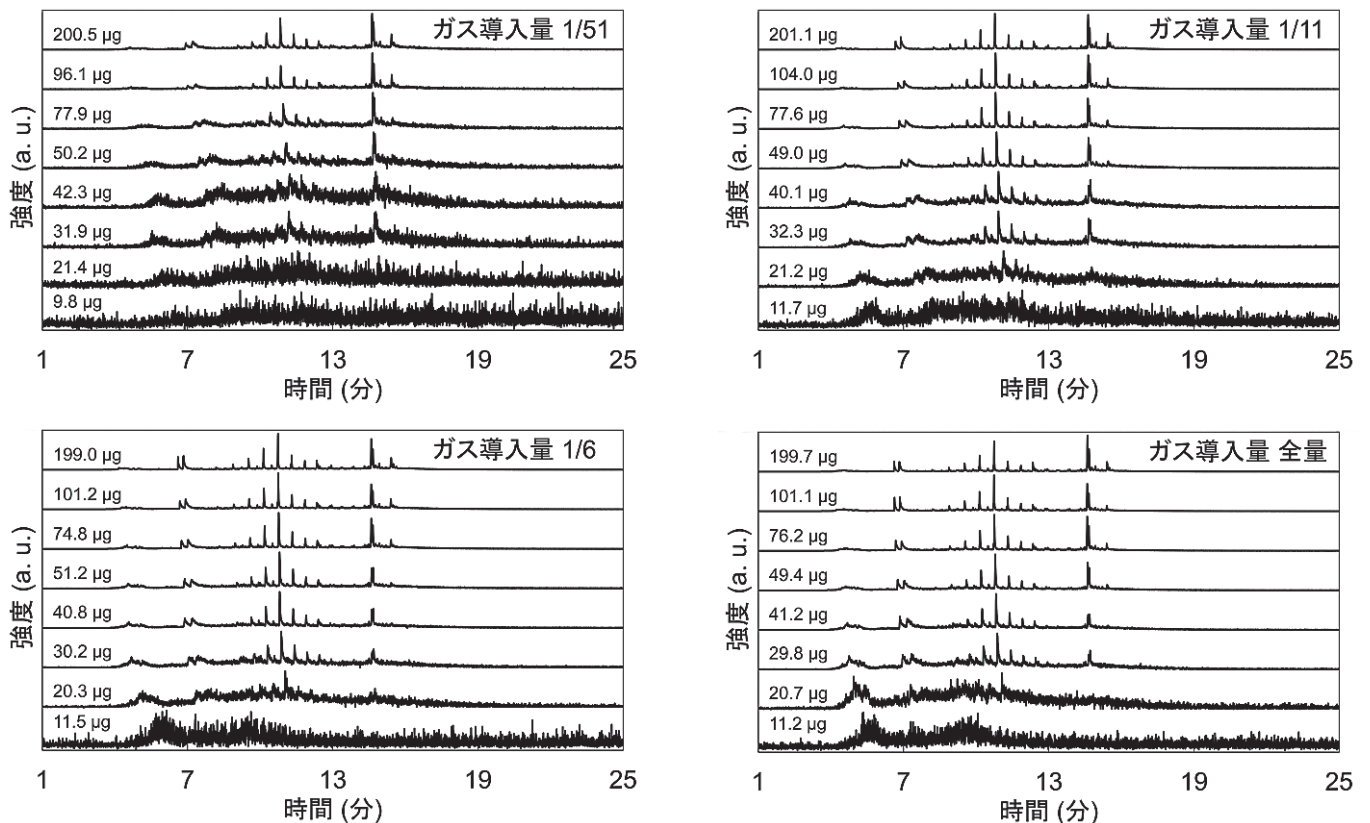 ガス導入量 1/51
200.5 µg
96.1 µg
77.9 µg
50.2 µg
42.3 µg
31.9 µg
21.4 µg
9.8 µg
強度 (a. u.)
1 7 13 19 25
時間 (分)
ガス導入量 1/11
201.1 µg
104.0 µg
77.6 µg
49.0 µg
40.1 µg
32.3 µg
21.2 µg
11.7 µg
強度 (a. u.)
1 7 13 19 25
時間 (分)
ガス導入量 1/6
199.0 µg
101.2 µg
74.8 µg
51.2 µg
40.8 µg
30.2 µg
20.3 µg
11.5 µg
強度 (a. u.)
1 7 13 19 25
時間 (分)
ガス導入量 全量
199.7 µg
101.1 µg
76.2 µg
49.4 µg
41.2 µg
29.8 µg
20.7 µg
11.2 µg
強度 (a. u.)
1 7 13 19 25
時間 (分)